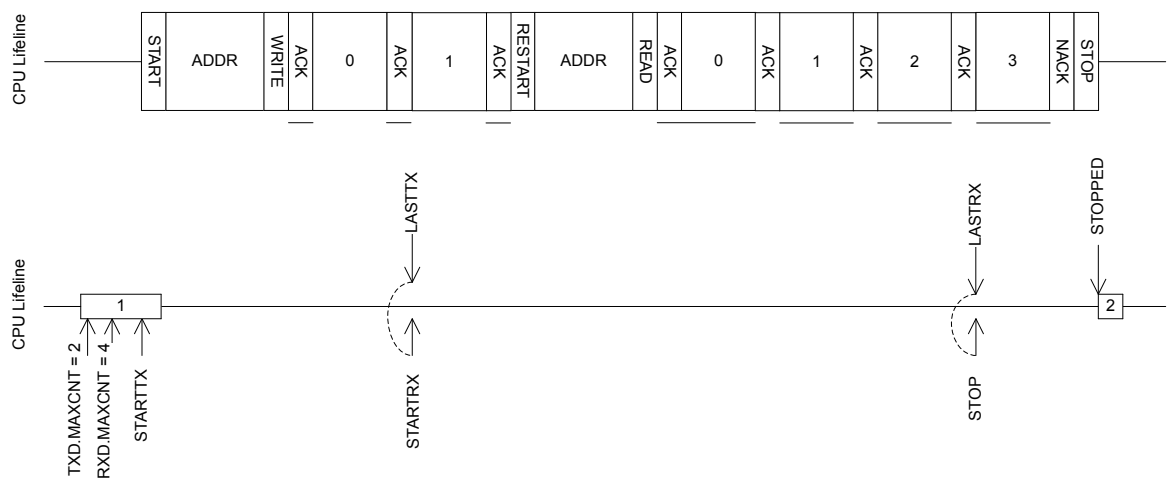 CPU Lifeline
START
ADDR
WRITE
ACK
0
ACK
1
ACK
RESTART
ADDR
READ
ACK
0
ACK
1
ACK
2
ACK
3
NACK
STOP
LASTTX
LASTRX
STOPPED
CPU Lifeline
1
2
TXD.MAXCNT = 2
RXD.MAXCNT = 4
STARTTX
STARTRX
STOP